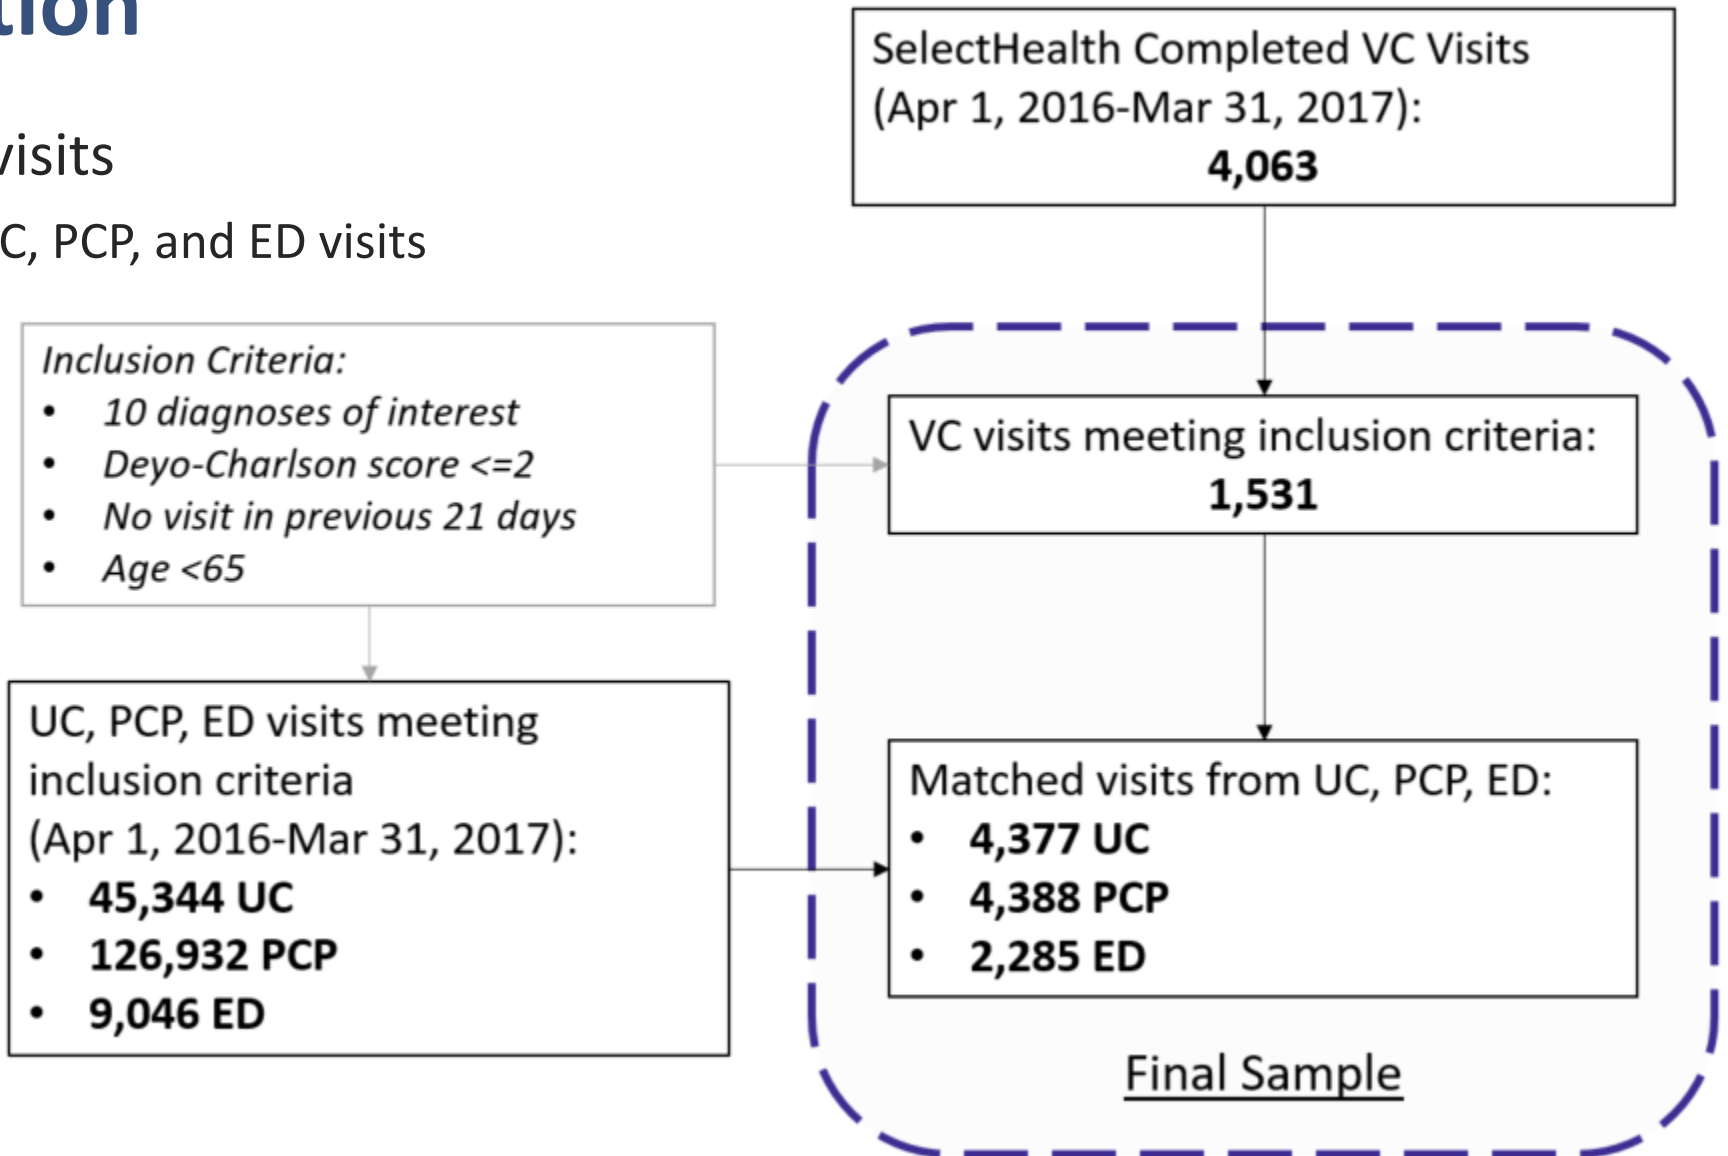 SelectHealth Completed VC Visits
(Apr 1, 2016-Mar 31, 2017):
4,063
visits
C, PCP, and ED visits
Inclusion Criteria:
• 10 diagnoses of interest
• Deyo-Charlson score <=2
• No visit in previous 21 days
• Age <65
VC visits meeting inclusion criteria:
1,531
UC, PCP, ED visits meeting
inclusion criteria
(Apr 1, 2016-Mar 31, 2017):
• 45,344 UC
• 126,932 PCP
• 9,046 ED
Matched visits from UC, PCP, ED:
• 4,377 UC
• 4,388 PCP
• 2,285 ED
Final Sample